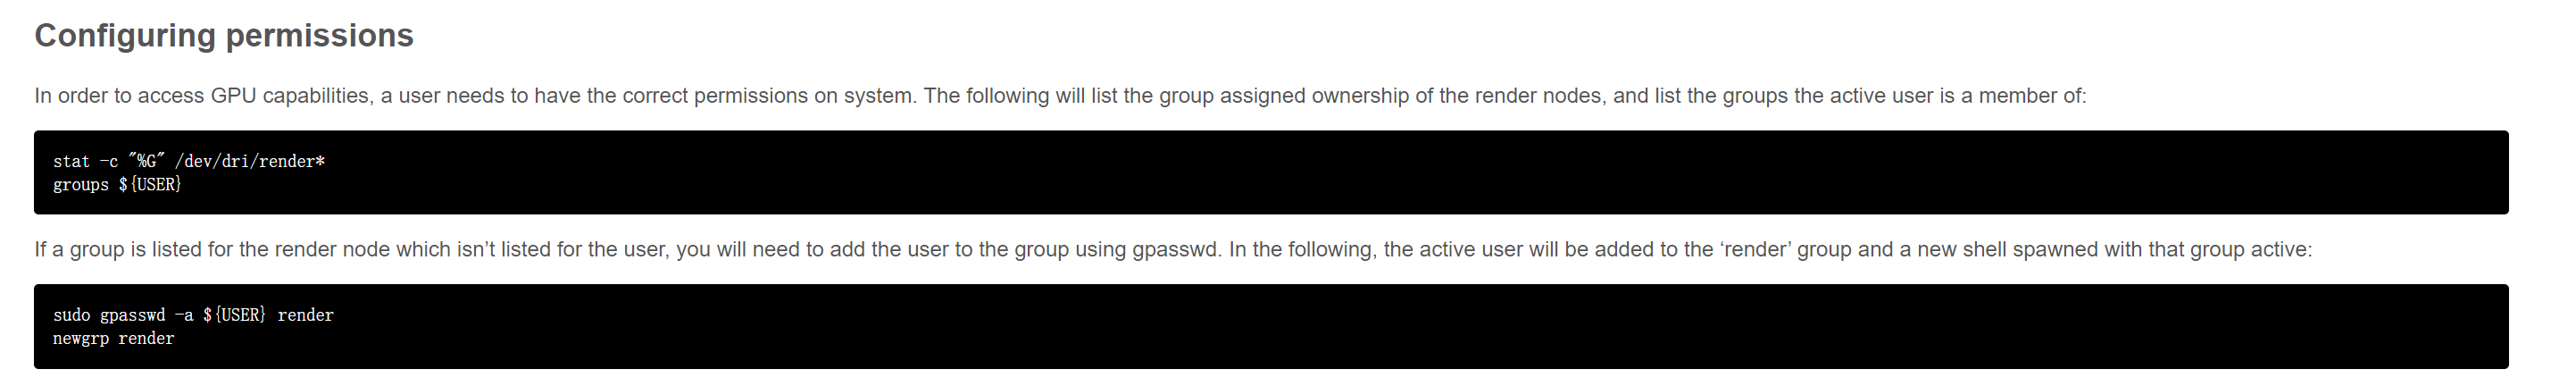 Configuring permissions
In order to access GPU capabilities, a user needs to have the correct permissions on system. The following will list the group assigned ownership of the render nodes, and list the groups the active user is a member of:
stat -c "%G" /dev/dri/render*
groups ${USER}
If a group is listed for the render node which isn’t listed for the user, you will need to add the user to the group using gpasswd. In the following, the active user will be added to the ‘render’ group and a new shell spawned with that group active:
sudo gpasswd -a ${USER} render
newgrp render